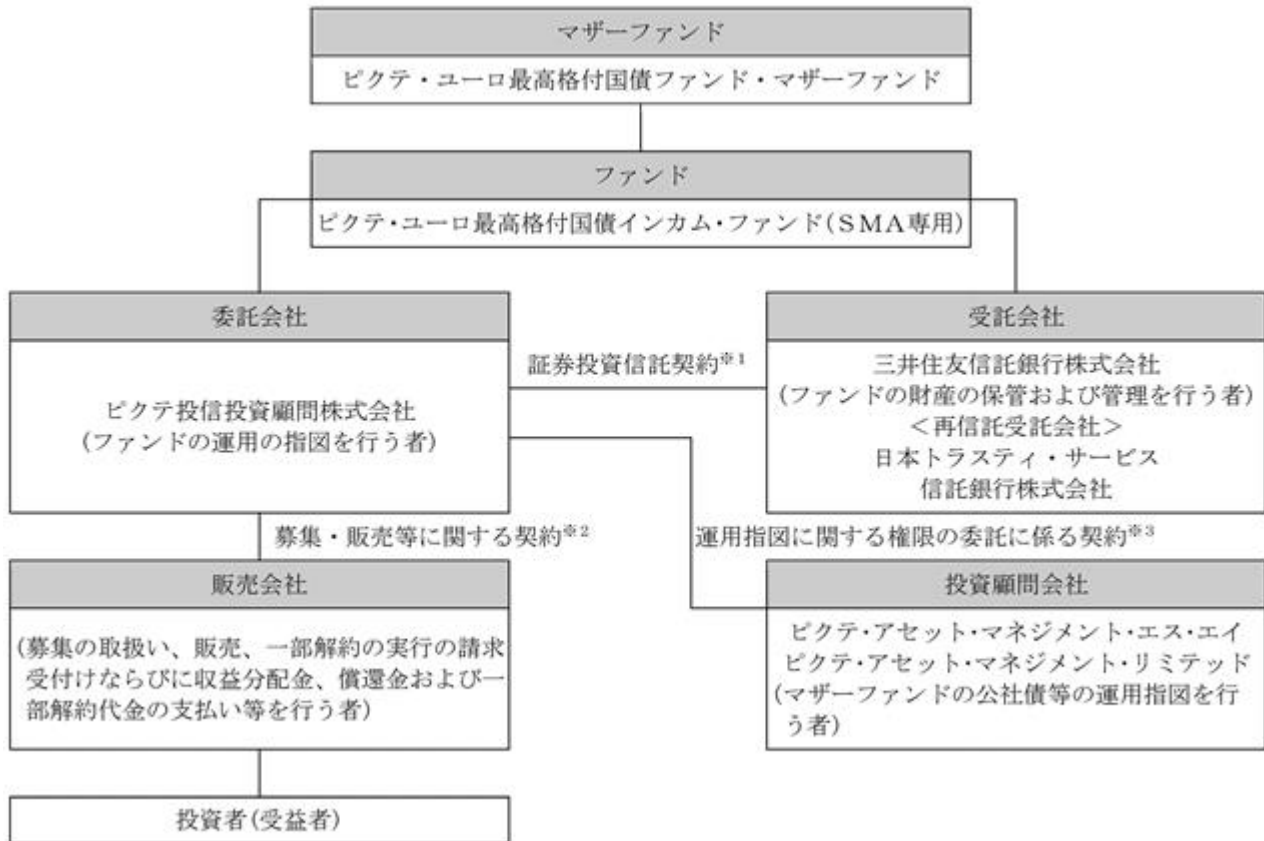 マザーファンド
ピクテ・ユーロ最高格付国債ファンド・マザーファンド
ファンド
ピクテ・ユーロ最高格付国債インカム・ファンド(ＳＭＡ専用)
委託会社
ピクテ投信投資顧問株式会社
(ファンドの運用の指図を行う者)
証券投資信託契約※1
受託会社
三井住友信託銀行株式会社
(ファンドの財産の保管および管理を行う者)
＜再信託受託会社＞
日本トラスティ・サービス
信託銀行株式会社
募集・販売等に関する契約※2
運用指図に関する権限の委託に係る契約※3
販売会社
(募集の取扱い、販売、一部解約の実行の請求
受付けならびに収益分配金、償還金および一
部解約代金の支払い等を行う者)
投資顧問会社
ピクテ・アセット・マネジメント・エス・エイ
ピクテ・アセット・マネジメント・リミテッド
(マザーファンドの公社債等の運用指図を行
う者)
投資者(受益者)